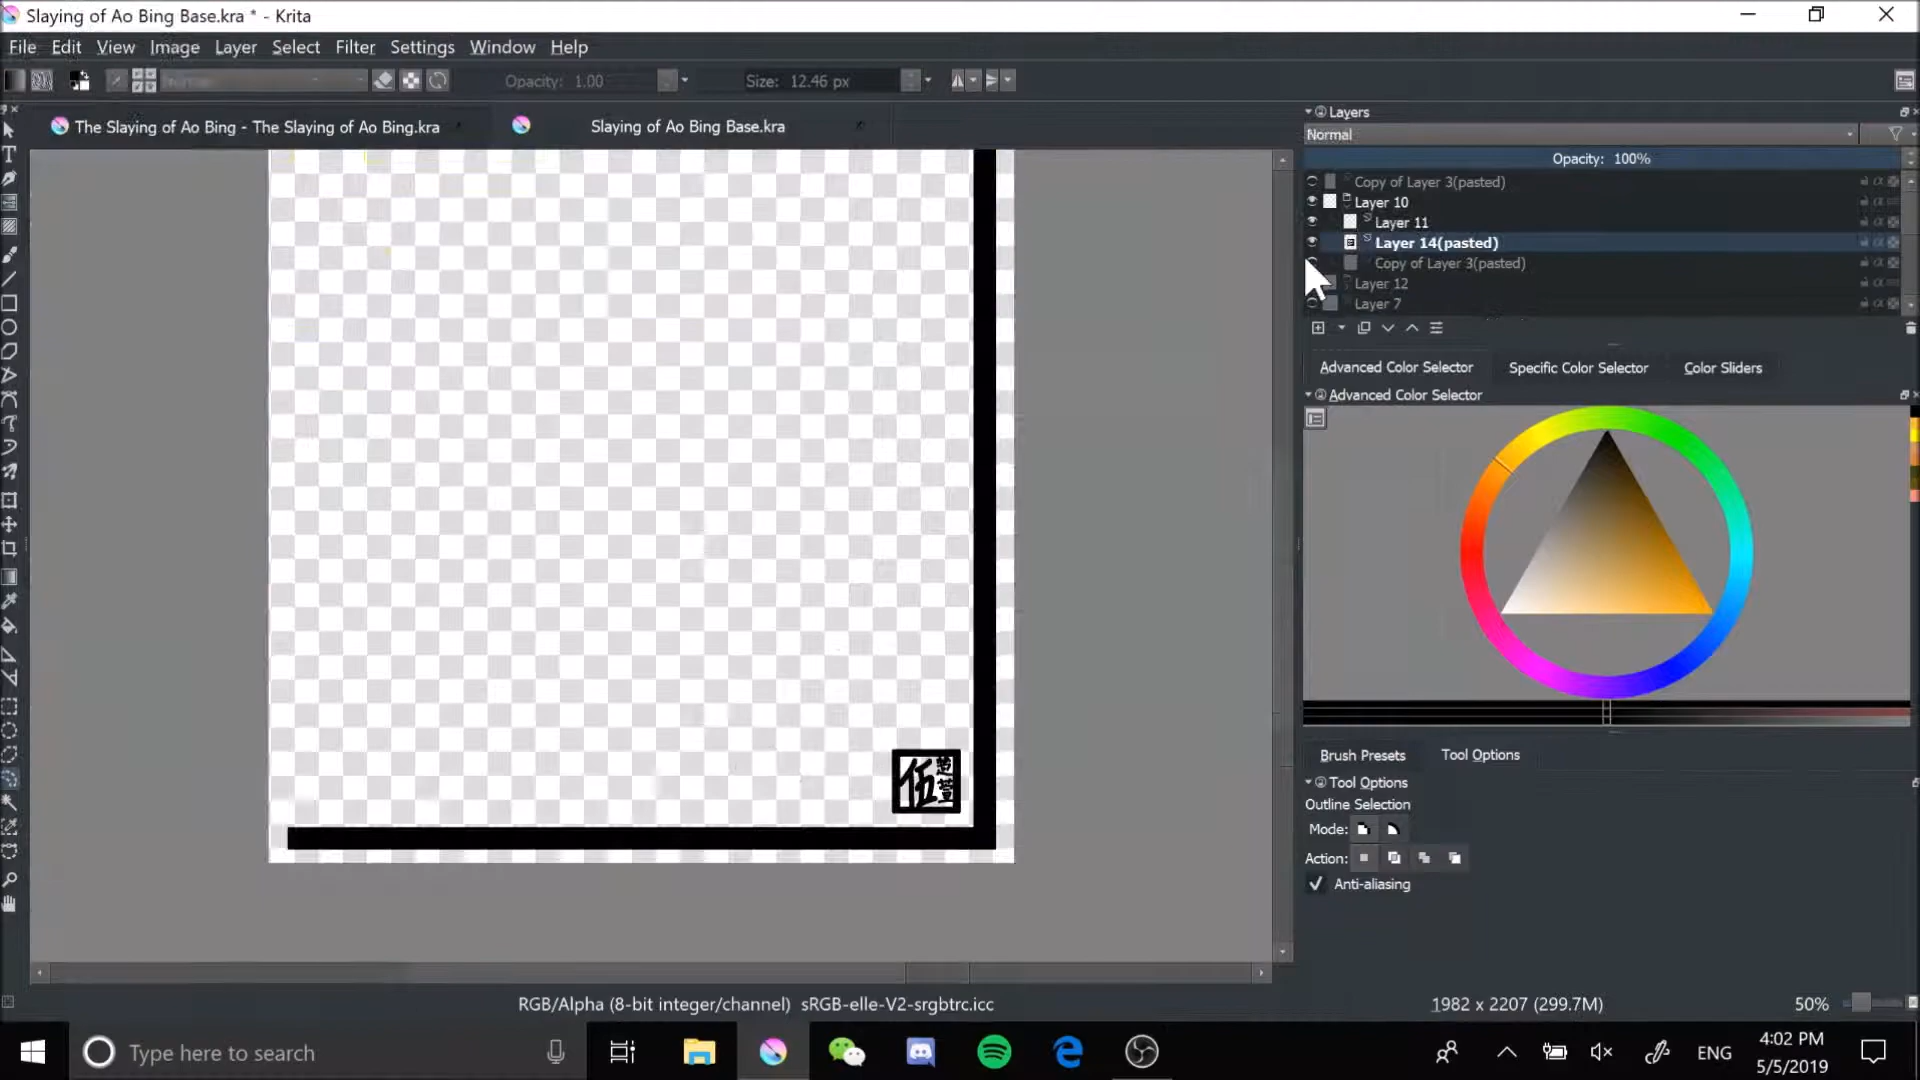 Slaying of Ao Bing Base.kra * - Krita
File Edit View Image Layer Select Filter Settings Window Help
Opacity: 1.00
Size: 12.46 px
The Slaying of Ao Bing - The Slaying of Ao Bing.kra
Slaying of Ao Bing Base.kra
Layers
Normal
Opacity: 100%
Copy of Layer 3(pasted)
Layer 10
Layer 11
Layer 14(pasted)
Copy of Layer 3(pasted)
Layer 12
Layer 7
Advanced Color Selector Specific Color Selector Color Sliders
Advanced Color Selector
伍
Brush Presets Tool Options
Tool Options
Outline Selection
Mode:
Action:
Anti-aliasing
RGB/Alpha (8-bit integer/channel) sRGB-elle-V2-srgbtrc.icc
1982 x 2207 (299.7M)
50%
Type here to search
ENG
4:02 PM
5/5/2019